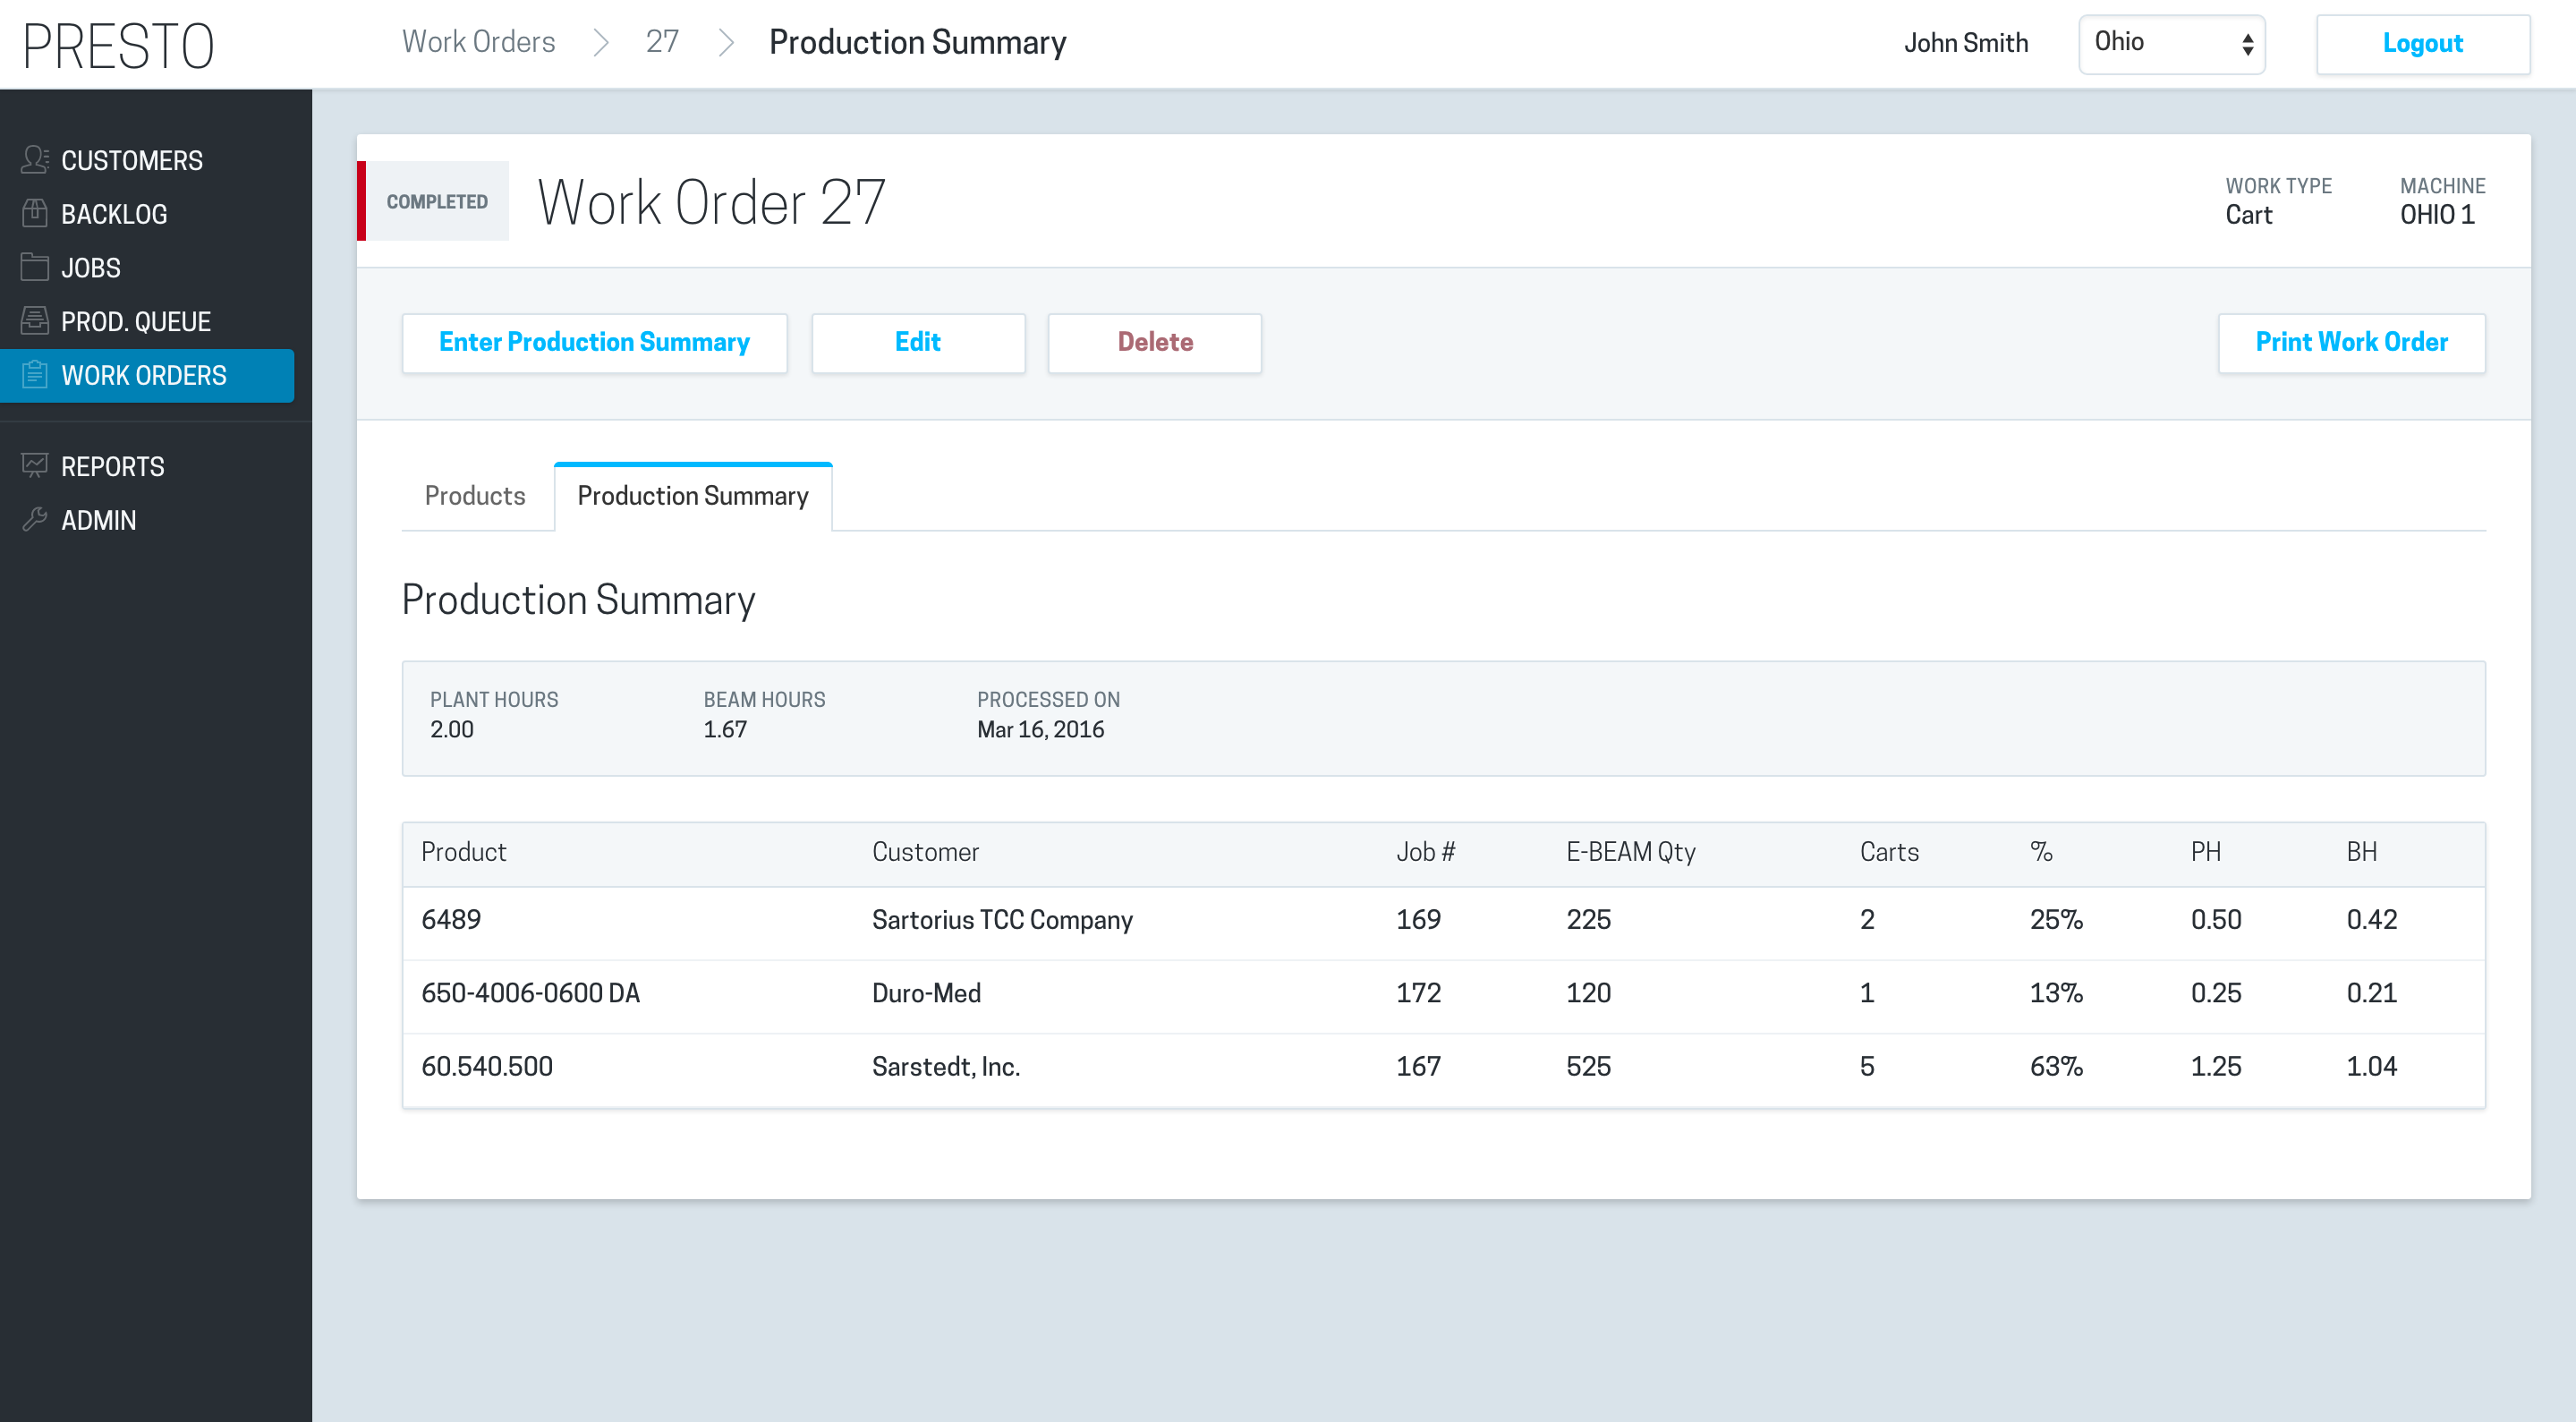 PRESTO
Work Orders 27 Production Summary
John Smith Ohio Logout
CUSTOMERS
BACKLOG
JOBS
PROD. QUEUE
WORK ORDERS
REPORTS
ADMIN
COMPLETED Work Order 27
WORK TYPE MACHINE
Cart OHIO 1
Enter Production Summary Edit Delete Print Work Order
Products Production Summary
Production Summary
PLANT HOURS BEAM HOURS PROCESSED ON
2.00 1.67 Mar 16, 2016
Product Customer Job # E-BEAM Qty Carts % PH BH
6489 Sartorius TCC Company 169 225 2 25% 0.50 0.42
650-4006-0600 DA Duro-Med 172 120 1 13% 0.25 0.21
60.540.500 Sarstedt, Inc. 167 525 5 63% 1.25 1.04